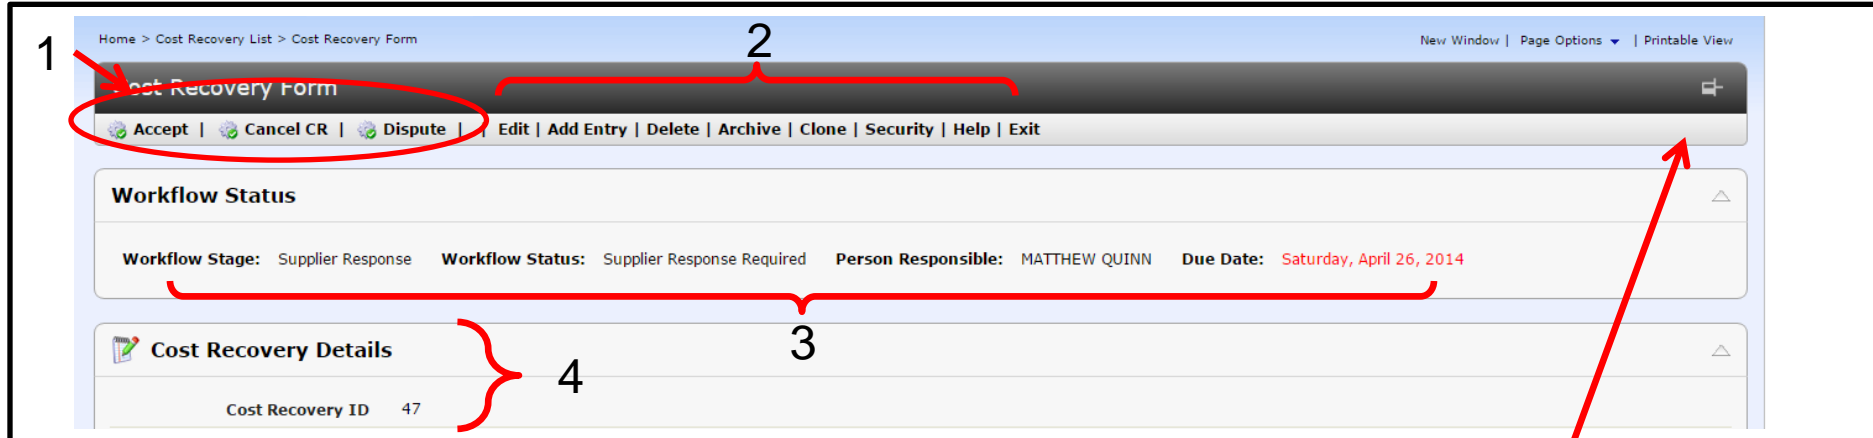 1
Home > Cost Recovery List > Cost Recovery Form
2
New Window | Page Options | Printable View
Cost Recovery Form
Accept | Cancel CR | Dispute | | Edit | Add Entry | Delete | Archive | Clone | Security | Help | Exit
Workflow Status
Workflow Stage: Supplier Response Workflow Status: Supplier Response Required Person Responsible: MATTHEW QUINN Due Date: Saturday, April 26, 2014
3
Cost Recovery Details
4
Cost Recovery ID 47